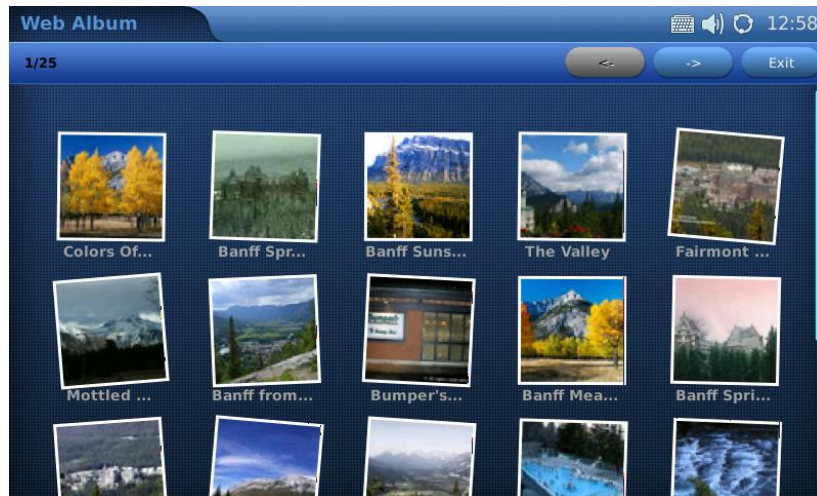 Web Album
12:58
1/25
<-
->
Exit
Colors Of...
Banff Spr...
Banff Suns...
The Valley
Fairmont ...
Mottled ...
Banff from...
Bumper's...
Banff Mea...
Banff Spri...